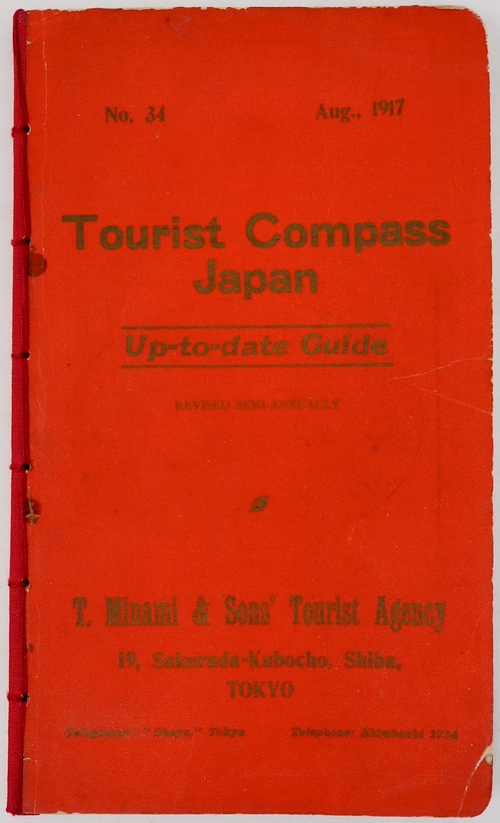 No. 34 Aug., 1917
Tourist Compass
Japan
Up-to-date Guide
REVISED SEMI-ANNUALLY
T. Minami & Sons' Tourist Agency
19, Sakurada-Kubocho, Shiba,
TOKYO
Tokyo Telephone: Shimbashi